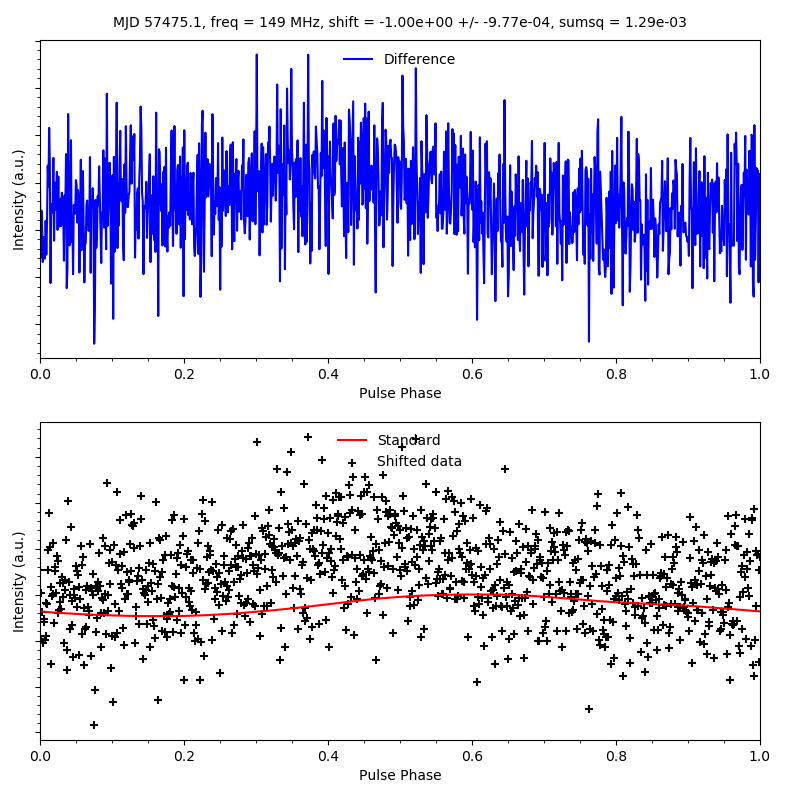 MJD 57475.1, freq = 149 MHz, shift = -1.00e+00 +/- -9.77e-04, sumsq = 1.29e-03
Difference
Intensity (a.u.)
0.0 0.2 0.4 0.6 0.8 1.0
Pulse Phase
Standard
Shifted data
Intensity (a.u.)
0.0 0.2 0.4 0.6 0.8 1.0
Pulse Phase